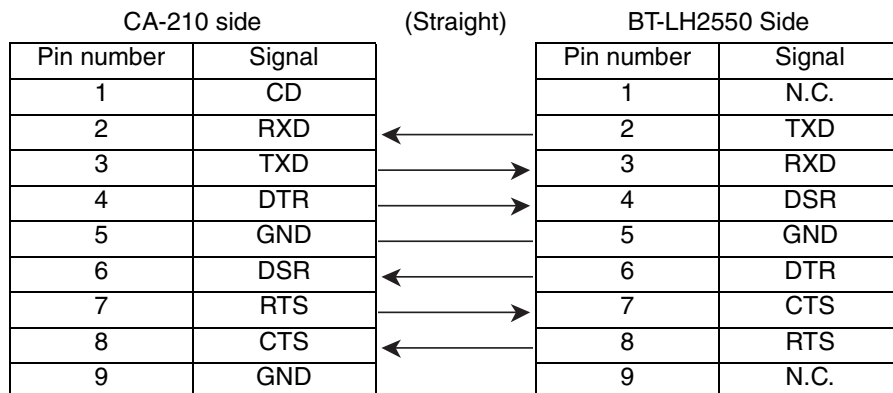 CA-210 side (Straight) BT-LH2550 Side
Pin number Signal Pin number Signal
1 CD 1 N.C.
2 RXD 2 TXD
3 TXD 3 RXD
4 DTR 4 DSR
5 GND 5 GND
6 DSR 6 DTR
7 RTS 7 CTS
8 CTS 8 RTS
9 GND 9 N.C.